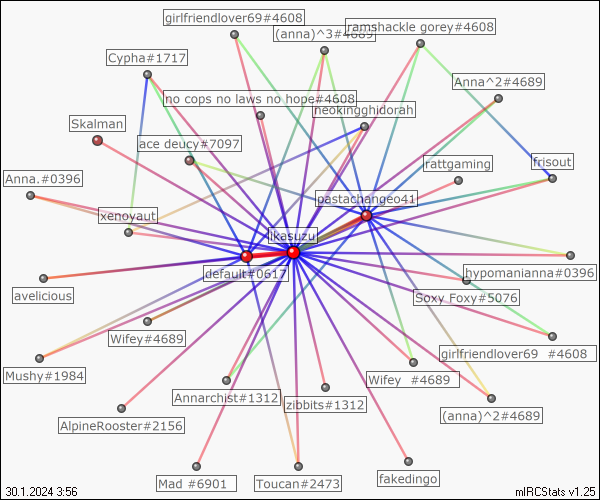 girlfriendlover69#4608
(anna)^3#4689
ramshackle gorey#4608
Cypha#1717
Anna^2#4689
no cops no laws no hope#4608
neokingghidorah
Skalman
ace deucy#7097
rattgaming
frisout
Anna.#0396
pastachangeo41
xenoyaut
ikasuzu
default#0617
hypomanianna#0396
avelicious
Soxy Foxy#5076
Wifey#4689
girlfriendlover69 #4608
Mushy#1984
Wifey #4689
Annarchist#1312
zibbits#1312
(anna)^2#4689
AlpineRooster#2156
Mad #6901
Toucan#2473
fakedingo
30.1.2024 3:56
mIRCStats v1.25